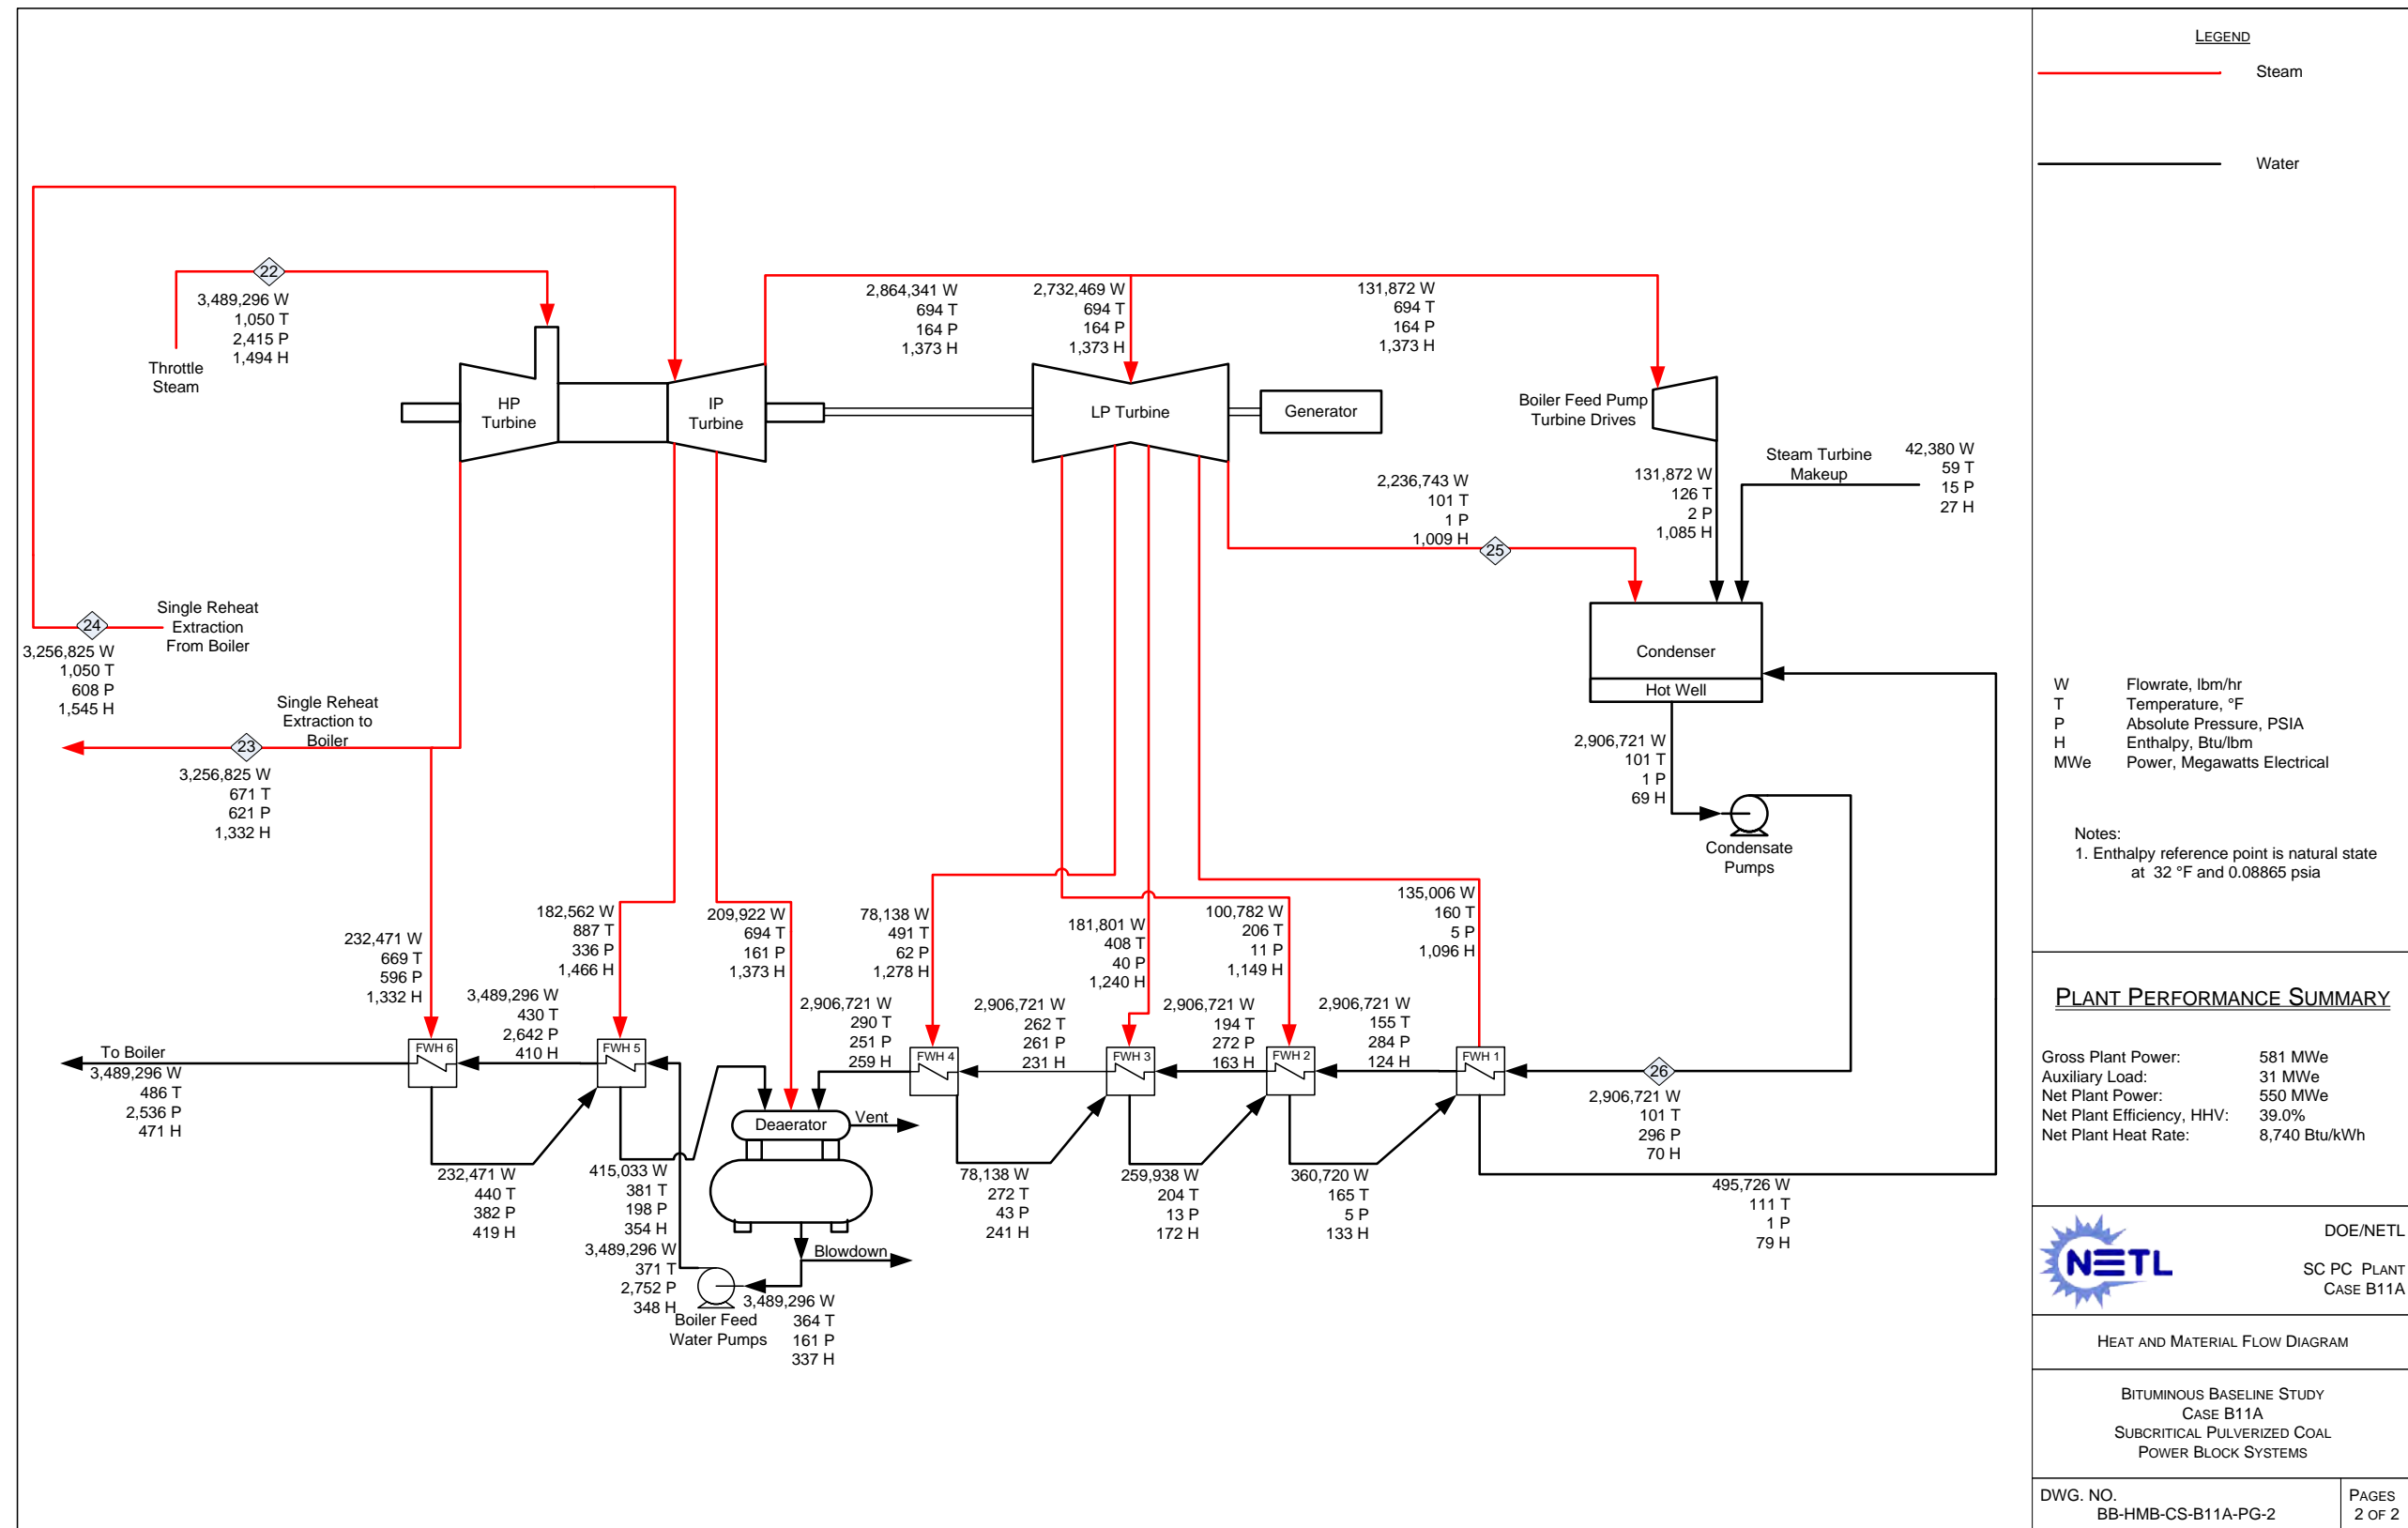 22
3,489,296 W
1,050 T
2,415 P
1,494 H
Throttle
Steam
HP
Turbine
IP
Turbine
2,864,341 W
694 T
164 P
1,373 H
2,732,469 W
694 T
164 P
1,373 H
131,872 W
694 T
164 P
1,373 H
LP Turbine
Generator
Boiler Feed Pump
Turbine Drives
2,236,743 W
101 T
1 P
1,009 H
25
131,872 W
126 T
2 P
1,085 H
Steam Turbine
Makeup
42,380 W
59 T
15 P
27 H
24
Single Reheat
Extraction
From Boiler
3,256,825 W
1,050 T
608 P
1,545 H
Single Reheat
Extraction to
Boiler
23
3,256,825 W
671 T
621 P
1,332 H
Condenser
Hot Well
2,906,721 W
101 T
1 P
69 H
Condensate
Pumps
232,471 W
669 T
596 P
1,332 H
182,562 W
887 T
336 P
1,466 H
209,922 W
694 T
161 P
1,373 H
78,138 W
491 T
62 P
1,278 H
181,801 W
408 T
40 P
1,240 H
100,782 W
206 T
11 P
1,149 H
135,006 W
160 T
5 P
1,096 H
3,489,296 W
430 T
2,642 P
410 H
2,906,721 W
290 T
251 P
259 H
2,906,721 W
262 T
261 P
231 H
2,906,721 W
194 T
272 P
163 H
2,906,721 W
155 T
284 P
124 H
FWH 6
FWH 5
FWH 4
FWH 3
FWH 2
FWH 1
26
2,906,721 W
101 T
296 P
70 H
To Boiler
3,489,296 W
486 T
2,536 P
471 H
Deaerator
Vent
232,471 W
440 T
382 P
419 H
415,033 W
381 T
198 P
354 H
78,138 W
272 T
43 P
241 H
259,938 W
204 T
13 P
172 H
360,720 W
165 T
5 P
133 H
495,726 W
111 T
1 P
79 H
Blowdown
3,489,296 W
371 T
2,752 P
348 H
Boiler Feed
Water Pumps
3,489,296 W
364 T
161 P
337 H
LEGEND
Steam
Water
W Flowrate, lbm/hr
T Temperature, °F
P Absolute Pressure, PSIA
H Enthalpy, Btu/lbm
MWe Power, Megawatts Electrical
Notes:
1. Enthalpy reference point is natural state
at 32 °F and 0.08865 psia
PLANT PERFORMANCE SUMMARY
Gross Plant Power: 581 MWe
Auxiliary Load: 31 MWe
Net Plant Power: 550 MWe
Net Plant Efficiency, HHV: 39.0%
Net Plant Heat Rate: 8,740 Btu/kWh
NETL
DOE/NETL
SC PC PLANT
CASE B11A
HEAT AND MATERIAL FLOW DIAGRAM
BITUMINOUS BASELINE STUDY
CASE B11A
SUBCRITICAL PULVERIZED COAL
POWER BLOCK SYSTEMS
DWG. NO.
BB-HMB-CS-B11A-PG-2
PAGES
2 OF 2